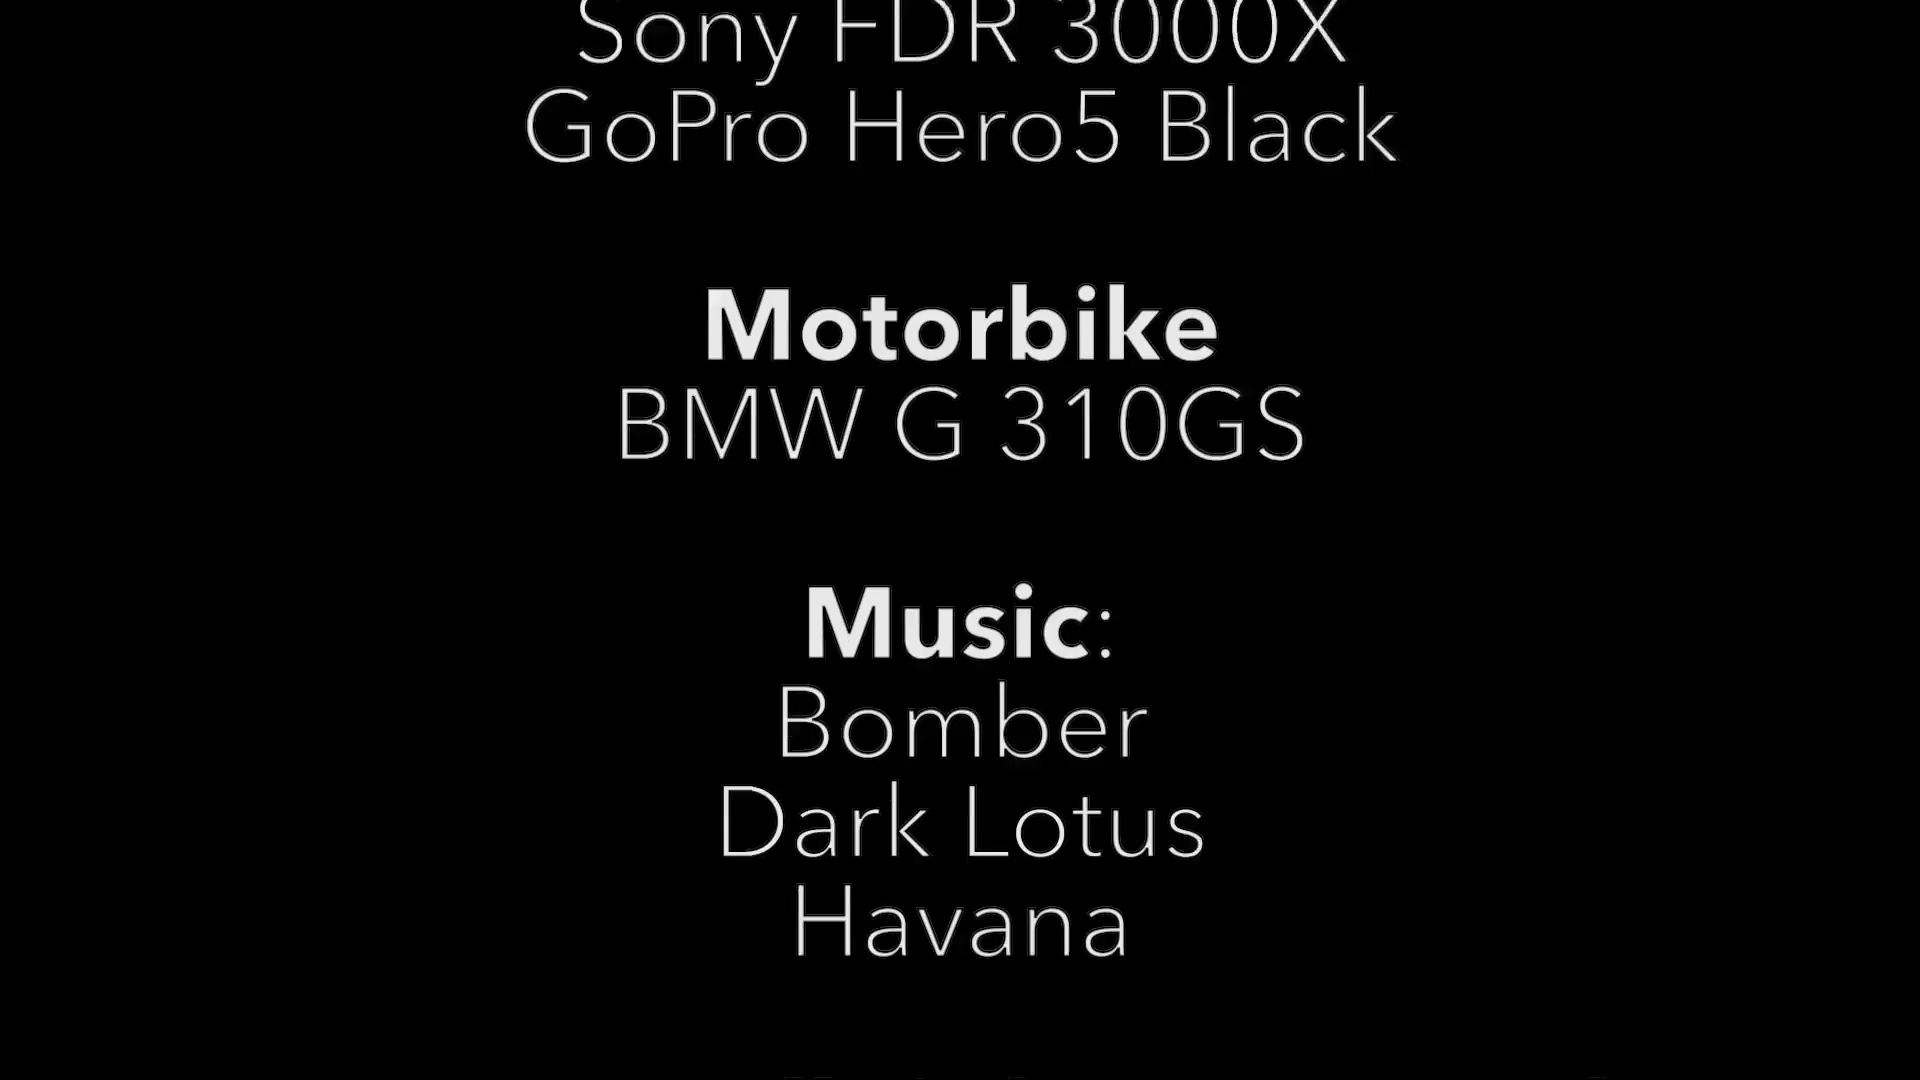 Sony FDR 3000X
GoPro Hero5 Black
Motorbike
BMW G 310GS
Music:
Bomber
Dark Lotus
Havana